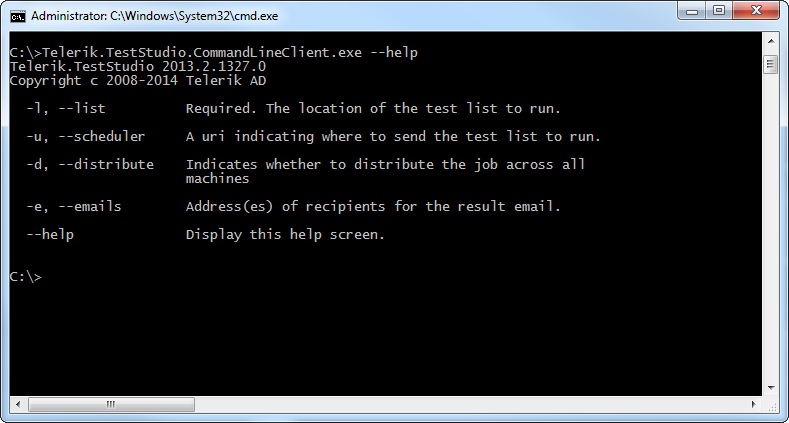 Administrator: C:\Windows\System32\cmd.exe
C:\>Telerik.TestStudio.CommandLineClient.exe --help
Telerik.TestStudio 2013.2.1327.0
Copyright c 2008-2014 Telerik AD
-l, --list Required. The location of the test list to run.
-u, --scheduler A uri indicating where to send the test list to run.
-d, --distribute Indicates whether to distribute the job across all
machines
-e, --emails Address(es) of recipients for the result email.
--help Display this help screen.
C:\>